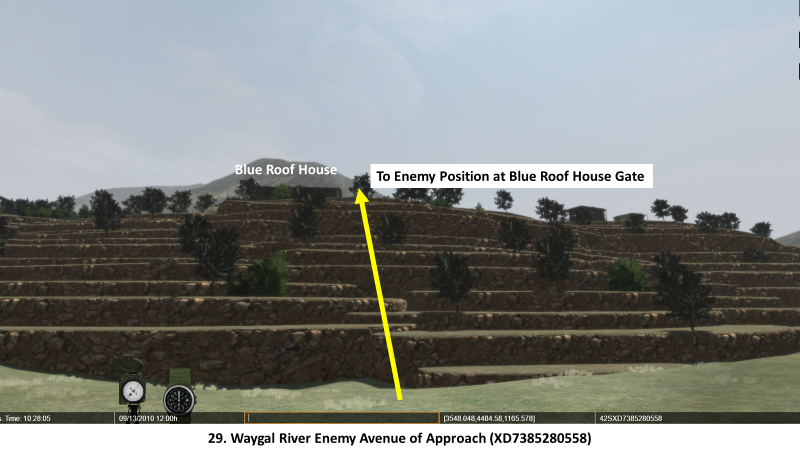 Blue Roof House
To Enemy Position at Blue Roof House Gate
s. Time: 10:28:05
09/13/2010 12:00h
[3548.048,4484.58,1165.578]
42SXD7385280558
29. Waygal River Enemy Avenue of Approach (XD7385280558)